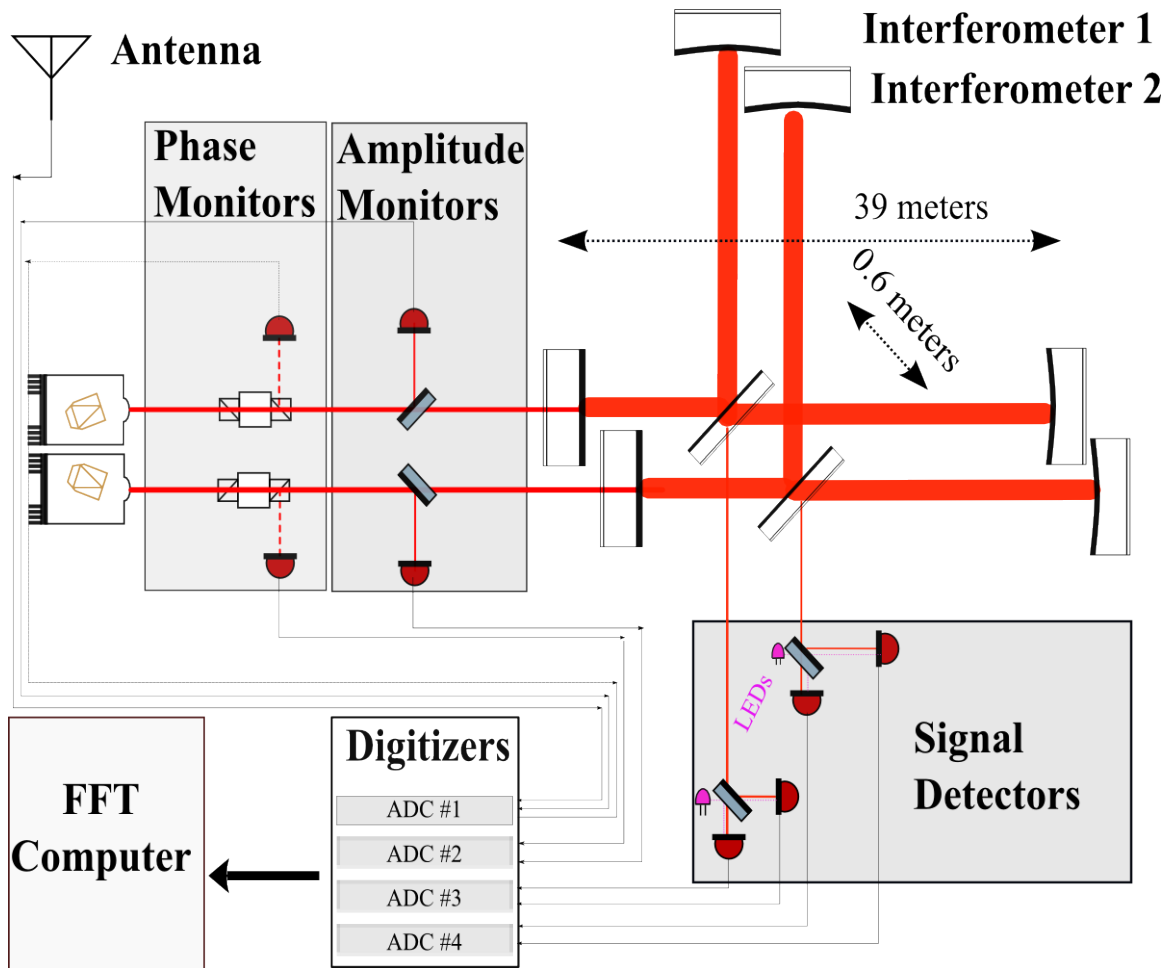 Antenna
Interferometer 1
Interferometer 2
Phase
Monitors
Amplitude
Monitors
39 meters
0.6 meters
LEDs
Signal
Detectors
Digitizers
ADC #1
ADC #2
ADC #3
ADC #4
FFT
Computer